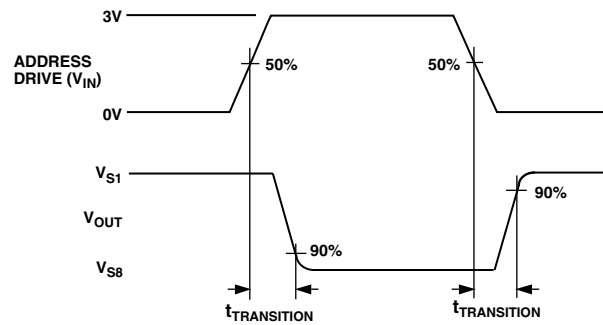 3V
ADDRESS
DRIVE (VIN)
50%
50%
0V
VS1
VOUT
90%
90%
VS8
tTRANSITION
tTRANSITION